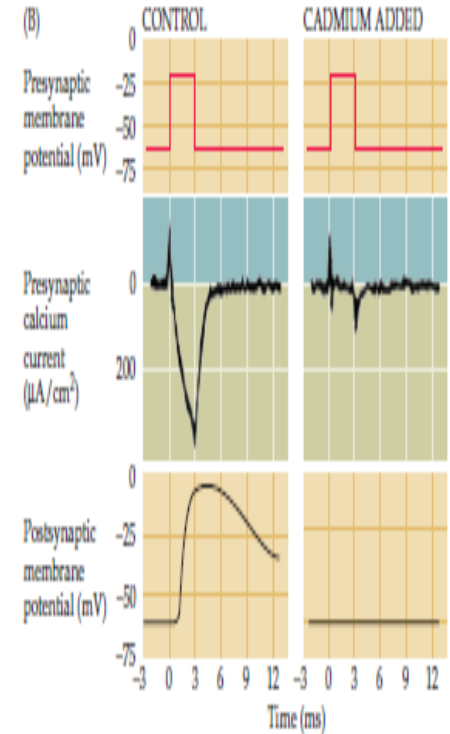 (B)
CONTROL
CADMIUM ADDED
Presynaptic
membrane
potential (mV)
0
–25
–50
–75
Presynaptic
calcium
current
(μA/cm²)
0
200
Postsynaptic
membrane
potential (mV)
0
–25
–50
–75
–3 0 3 6 9 12
–3 0 3 6 9 12
Time (ms)